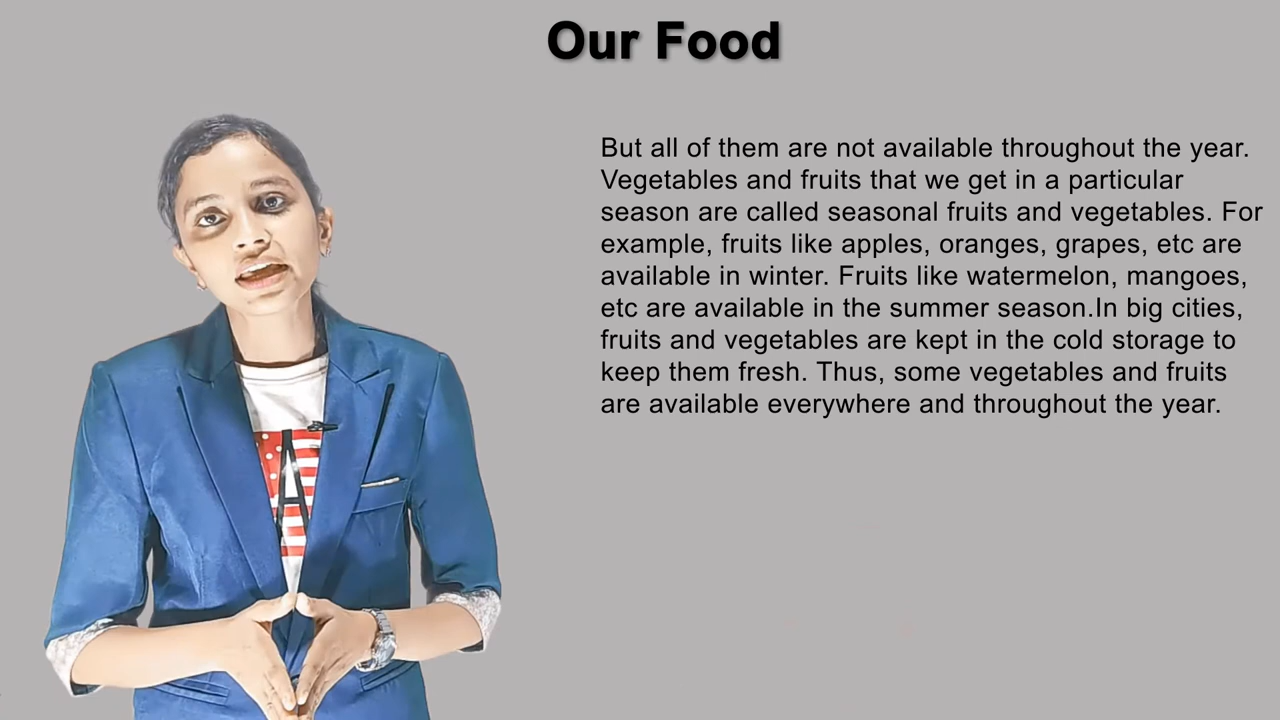 Our Food
But all of them are not available throughout the year.
Vegetables and fruits that we get in a particular
season are called seasonal fruits and vegetables. For
example, fruits like apples, oranges, grapes, etc are
available in winter. Fruits like watermelon, mangoes,
etc are available in the summer season.In big cities,
fruits and vegetables are kept in the cold storage to
keep them fresh. Thus, some vegetables and fruits
are available everywhere and throughout the year.